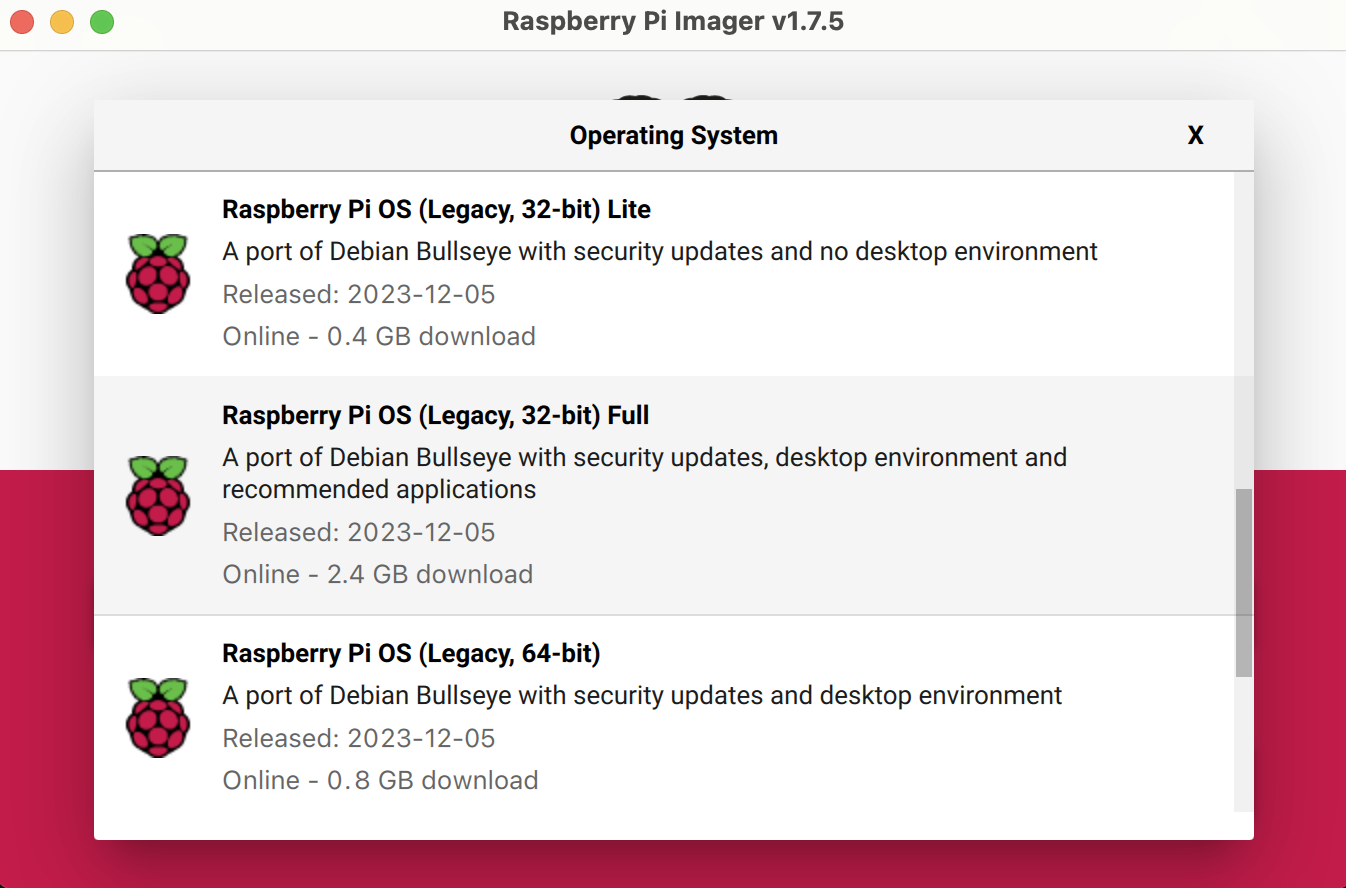 Raspberry Pi Imager v1.7.5
Operating System
X
Raspberry Pi OS (Legacy, 32-bit) Lite
A port of Debian Bullseye with security updates and no desktop environment
Released: 2023-12-05
Online - 0.4 GB download
Raspberry Pi OS (Legacy, 32-bit) Full
A port of Debian Bullseye with security updates, desktop environment and
recommended applications
Released: 2023-12-05
Online - 2.4 GB download
Raspberry Pi OS (Legacy, 64-bit)
A port of Debian Bullseye with security updates and desktop environment
Released: 2023-12-05
Online - 0.8 GB download